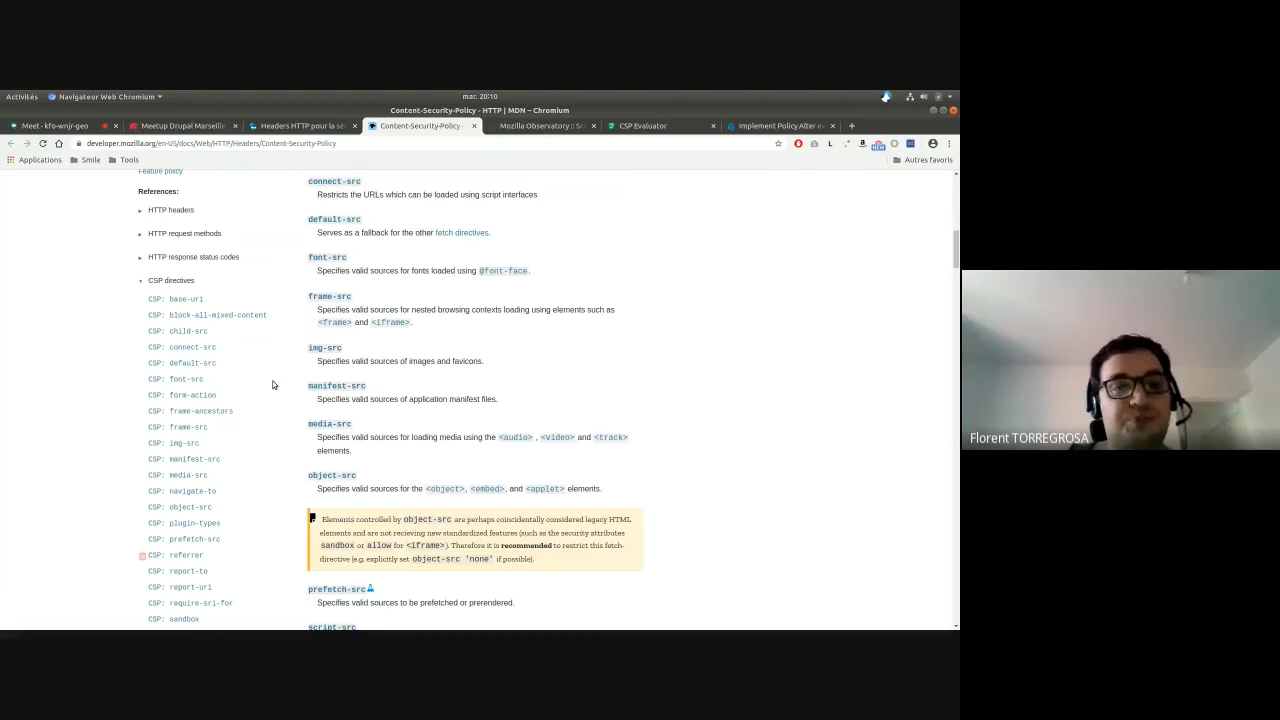 Activités
Navigateur Web Chromium
mar. 20:10
Content-Security-Policy - HTTP | MDN – Chromium
Meet - kfo-wnjr-geo
Meetup Drupal Marseill
Headers HTTP pour la sé
Content-Security-Policy
Mozilla Observatory :: Sc
CSP Evaluator
Implement Policy Alter ev
developer.mozilla.org/en-US/docs/Web/HTTP/Headers/Content-Security-Policy
Applications
Smile
Tools
Autres favoris
Feature policy
References:
HTTP headers
HTTP request methods
HTTP response status codes
CSP directives
CSP: base-uri
CSP: block-all-mixed-content
CSP: child-src
CSP: connect-src
CSP: default-src
CSP: font-src
CSP: form-action
CSP: frame-ancestors
CSP: frame-src
CSP: img-src
CSP: manifest-src
CSP: media-src
CSP: navigate-to
CSP: object-src
CSP: plugin-types
CSP: prefetch-src
CSP: referrer
CSP: report-to
CSP: report-uri
CSP: require-sri-for
CSP: sandbox
connect-src
Restricts the URLs which can be loaded using script interfaces
default-src
Serves as a fallback for the other fetch directives.
font-src
Specifies valid sources for fonts loaded using @font-face.
frame-src
Specifies valid sources for nested browsing contexts loading using elements such as
<frame> and <iframe>.
img-src
Specifies valid sources of images and favicons.
manifest-src
Specifies valid sources of application manifest files.
media-src
Specifies valid sources for loading media using the <audio> , <video> and <track>
elements.
object-src
Specifies valid sources for the <object>, <embed>, and <applet> elements.
Elements controlled by object-src are perhaps coincidentally considered legacy HTML
elements and are not recieving new standardized features (such as the security attributes
sandbox or allow for <iframe>). Therefore it is recommended to restrict this fetch-
directive (e.g. explicitly set object-src 'none' if possible).
prefetch-src
Specifies valid sources to be prefetched or prerendered.
script-src
Florent TORREGROSA